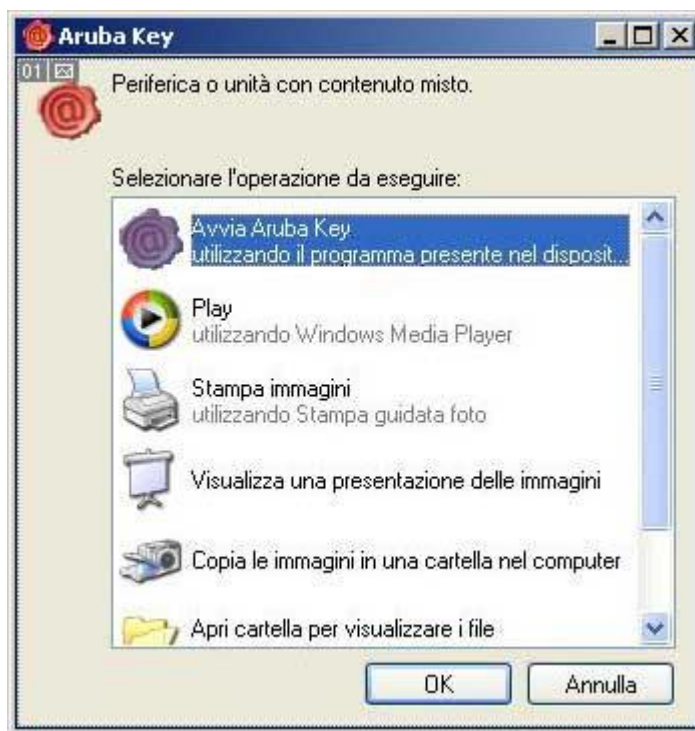 Aruba Key
01
Periferica o unità con contenuto misto.
Selezionare l'operazione da eseguire:
Avvia Aruba Key
utilizzando il programma presente nel disposit...
Play
utilizzando Windows Media Player
Stampa immagini
utilizzando Stampa guidata foto
Visualizza una presentazione delle immagini
Copia le immagini in una cartella nel computer
Apri cartella per visualizzare i file
OK
Annulla